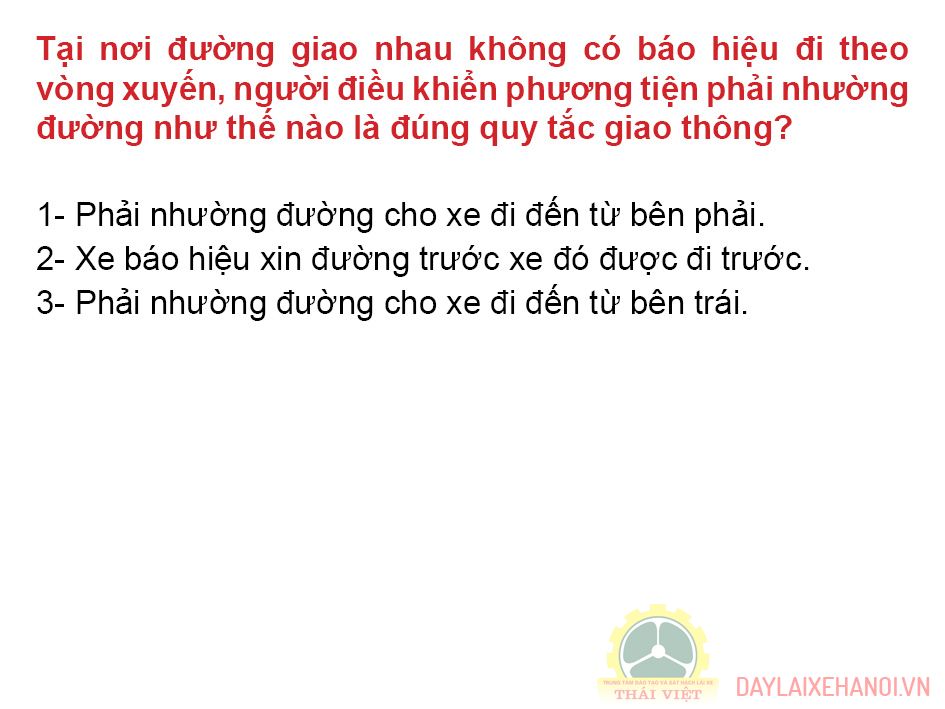 Tại nơi đường giao nhau không có báo hiệu đi theo
vòng xuyến, người điều khiển phương tiện phải nhường
đường như thế nào là đúng quy tắc giao thông?
1- Phải nhường đường cho xe đi đến từ bên phải.
2- Xe báo hiệu xin đường trước xe đó được đi trước.
3- Phải nhường đường cho xe đi đến từ bên trái.
TRUNG TÂM ĐÀO TẠO VÀ SÁT HẠCH LÁI XE
THÁI VIỆT
DAYLAIXEHANOI.VN